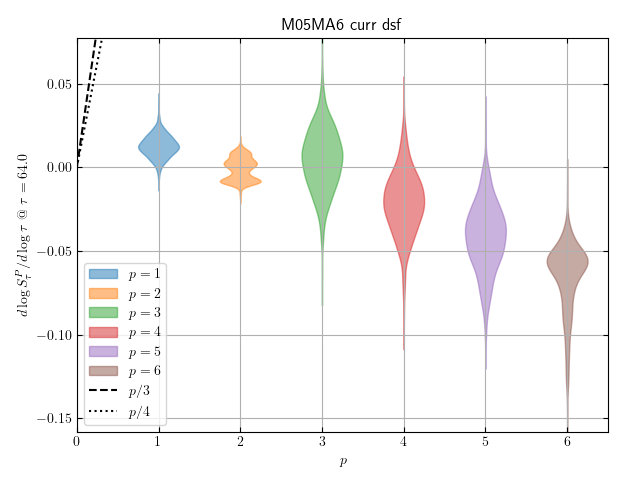 M05MA6 curr dsf
d log S_τ^P / d log τ @ τ = 64.0
0.05
0.00
−0.05
−0.10
−0.15
p = 1
p = 2
p = 3
p = 4
p = 5
p = 6
p/3
p/4
0 1 2 3 4 5 6
p